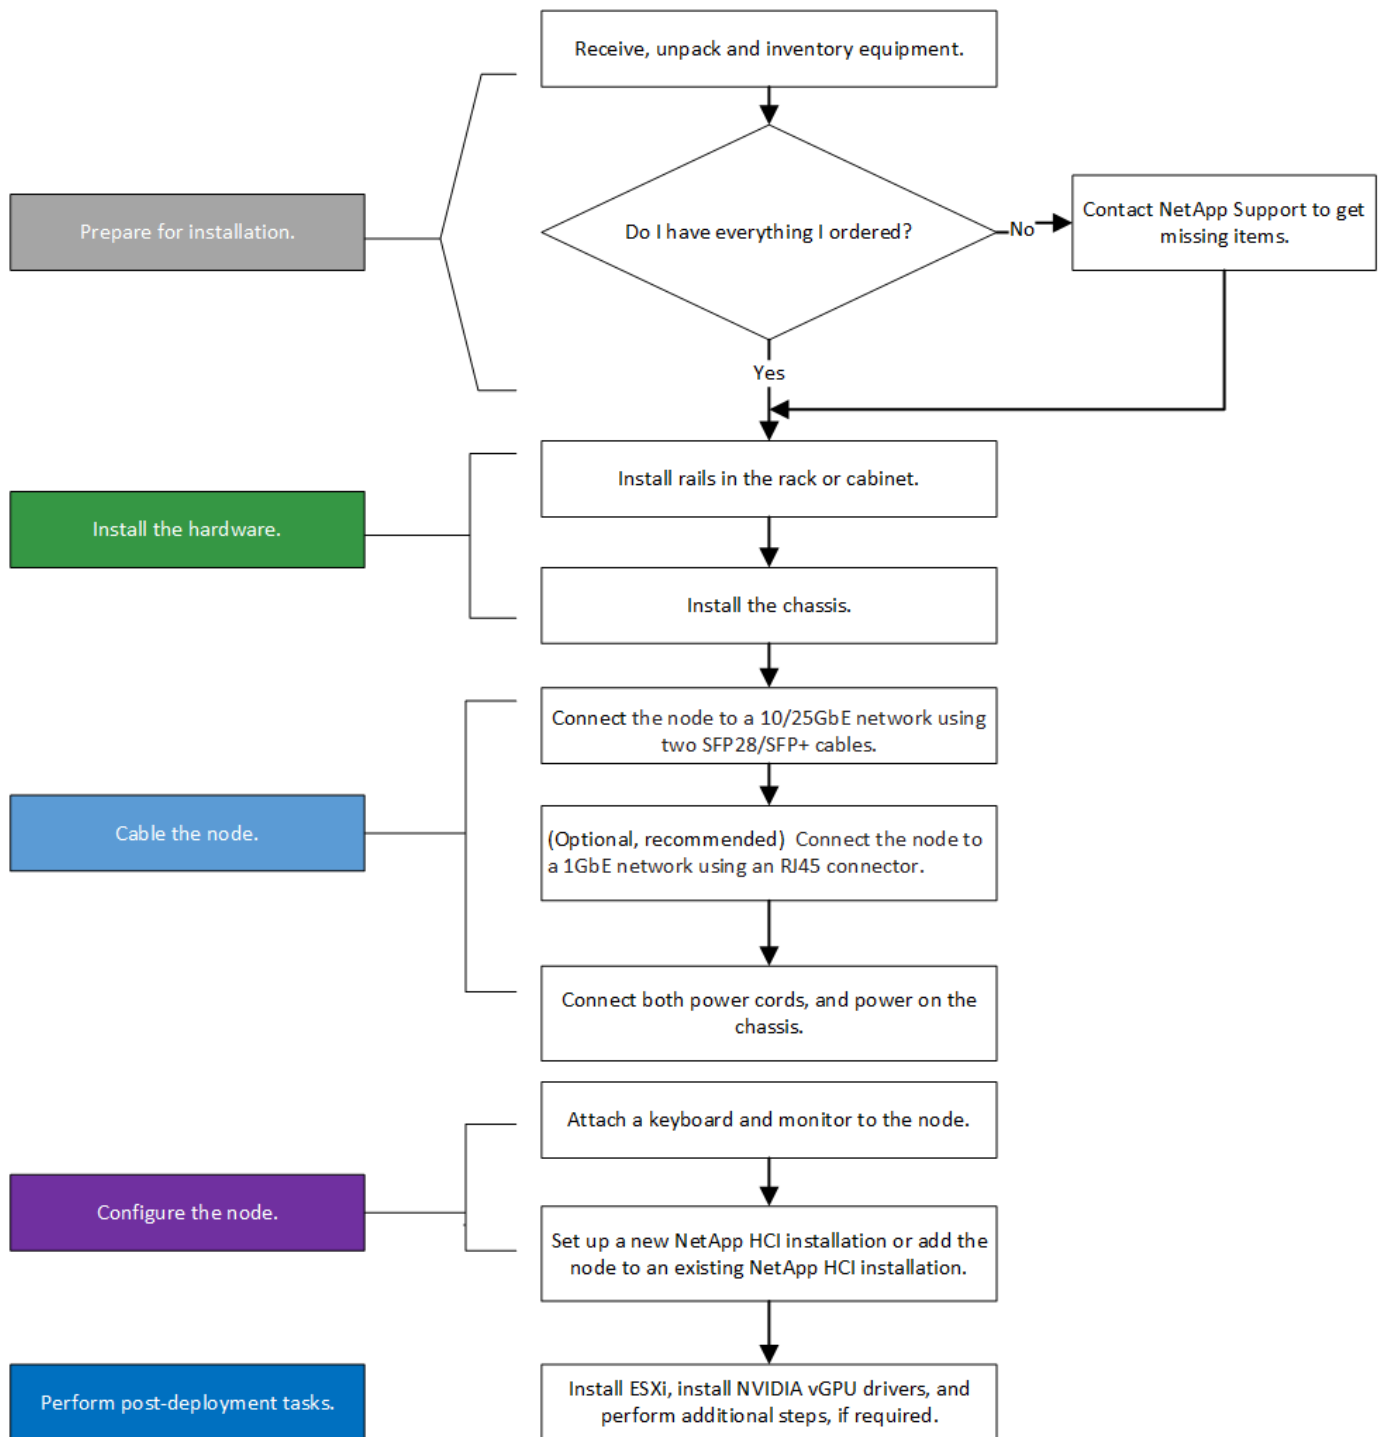 Receive, unpack and inventory equipment.
Prepare for installation.
Do I have everything I ordered?
No
Contact NetApp Support to get
missing items.
Yes
Install the hardware.
Install rails in the rack or cabinet.
Install the chassis.
Cable the node.
Connect the node to a 10/25GbE network using
two SFP28/SFP+ cables.
(Optional, recommended) Connect the node to
a 1GbE network using an RJ45 connector.
Connect both power cords, and power on the
chassis.
Configure the node.
Attach a keyboard and monitor to the node.
Set up a new NetApp HCI installation or add the
node to an existing NetApp HCI installation.
Perform post-deployment tasks.
Install ESXi, install NVIDIA vGPU drivers, and
perform additional steps, if required.